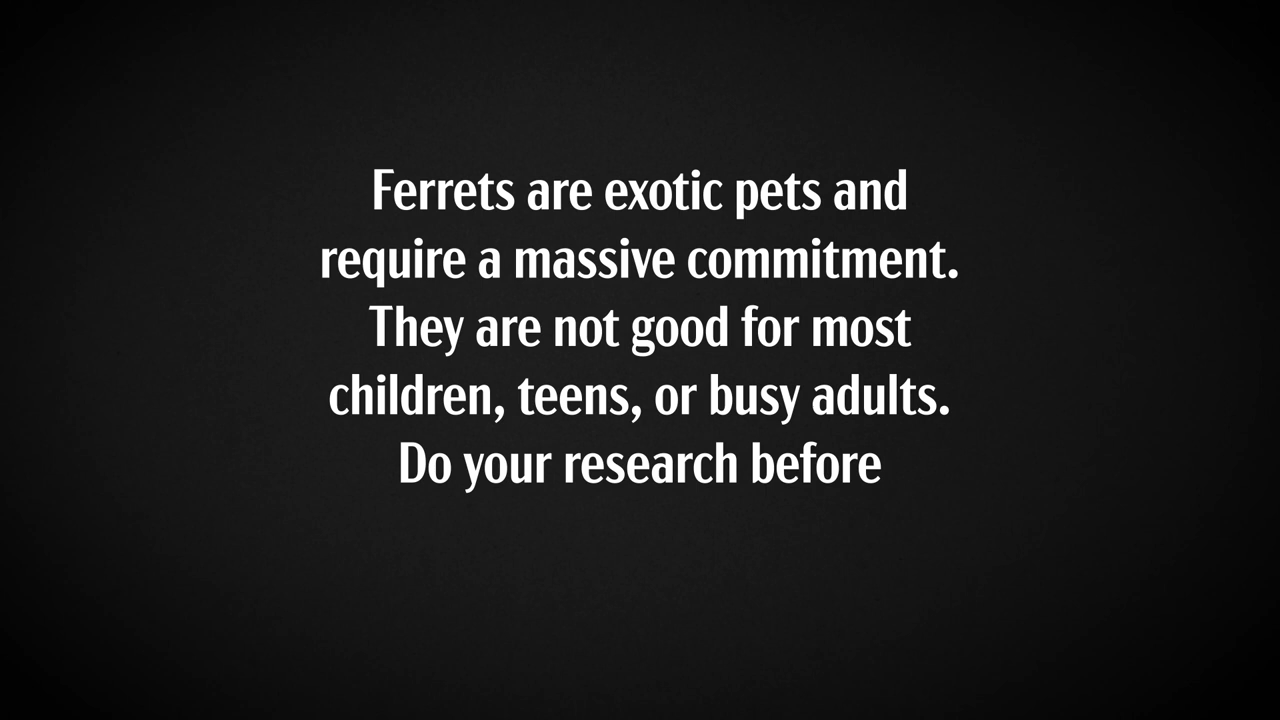 Ferrets are exotic pets and
require a massive commitment.
They are not good for most
children, teens, or busy adults.
Do your research before